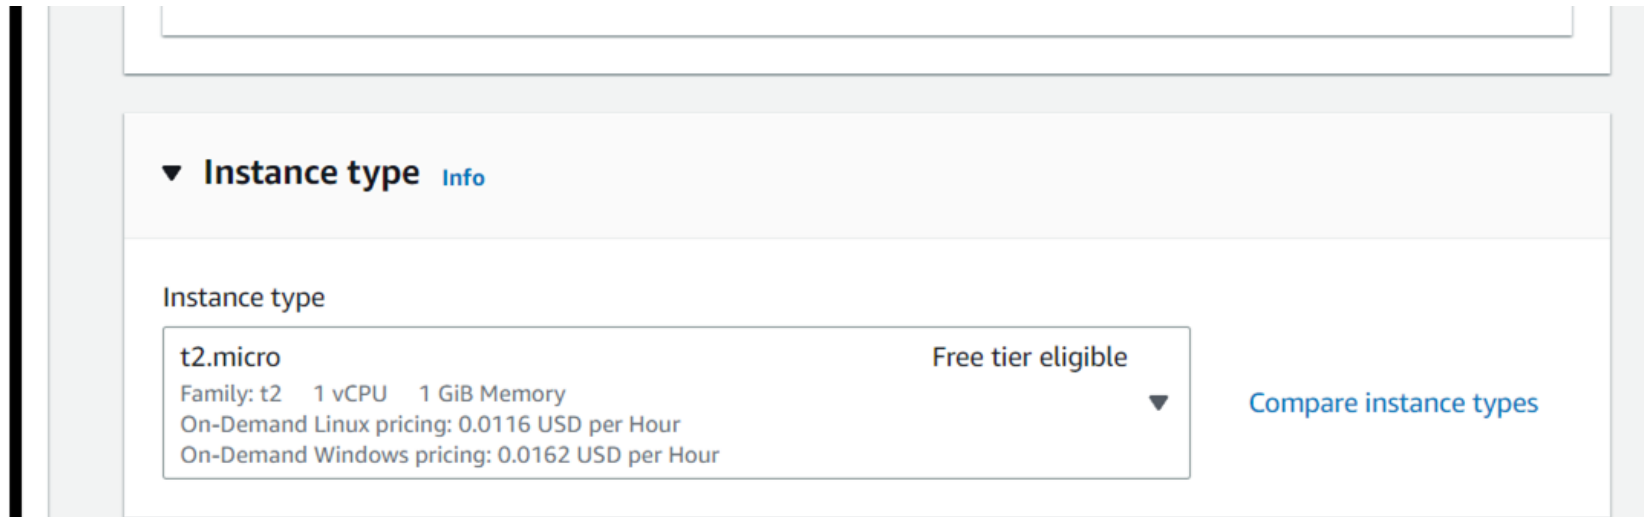 Instance type Info
Instance type
t2.micro Free tier eligible
Family: t2 1 vCPU 1 GiB Memory
On-Demand Linux pricing: 0.0116 USD per Hour
On-Demand Windows pricing: 0.0162 USD per Hour
Compare instance types